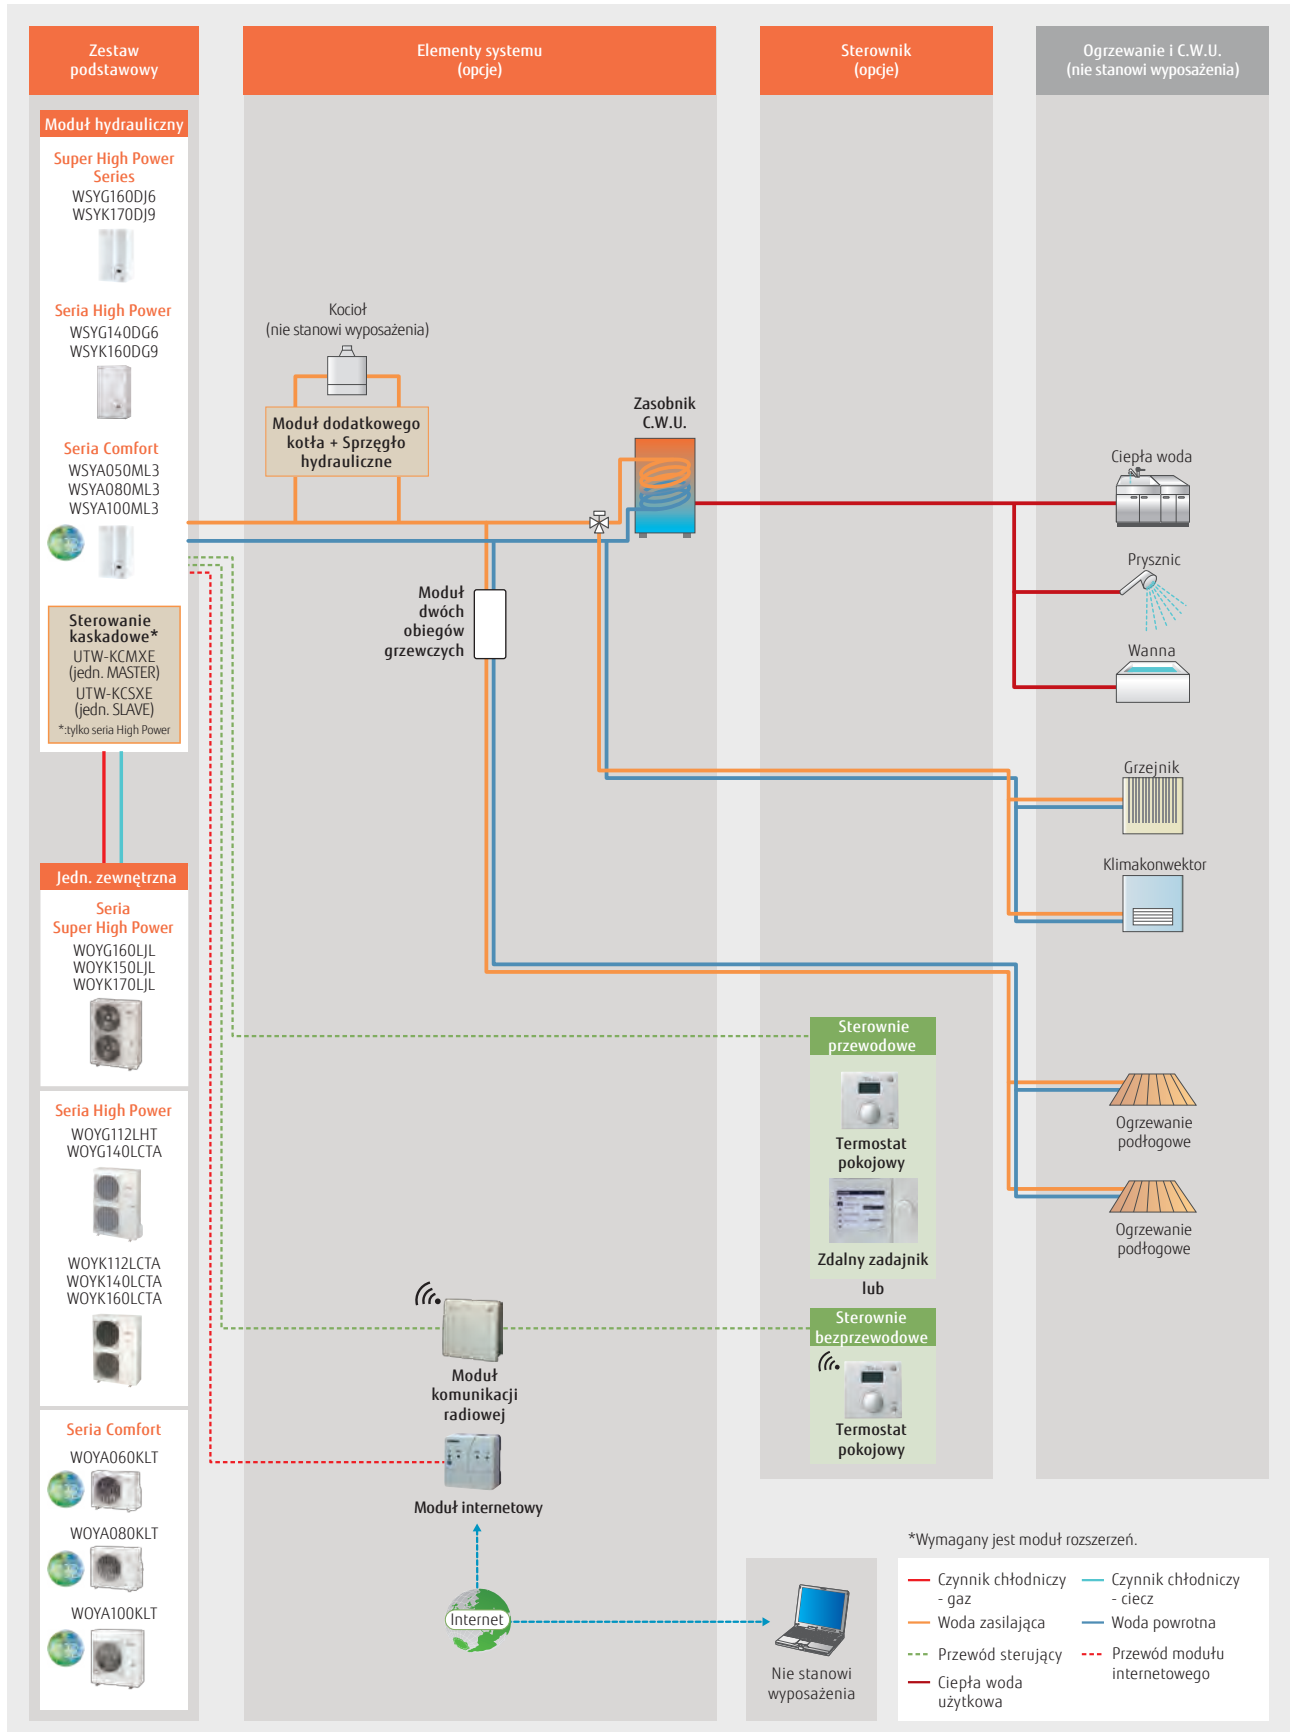 Zestaw
podstawowy
Elementy systemu
(opcje)
Sterownik
(opcje)
Ogrzewanie i C.W.U.
(nie stanowi wyposażenia)
Moduł hydrauliczny
Super High Power
Series
WSYG160DJ6
WSYK170DJ9
Seria High Power
WSYG140DG6
WSYK160DG9
Seria Comfort
WSYA050ML3
WSYA080ML3
WSYA100ML3
Sterowanie
kaskadowe*
UTW-KCMXE
(jedn. MASTER)
UTW-KCSXE
(jedn. SLAVE)
*:tylko seria High Power
Jedn. zewnętrzna
Seria
Super High Power
WOYG160LJL
WOYK150LJL
WOYK170LJL
Seria High Power
WOYG112LHT
WOYG140LCTA
WOYK112LCTA
WOYK140LCTA
WOYK160LCTA
Seria Comfort
WOYA060KLT
WOYA080KLT
WOYA100KLT
Kocioł
(nie stanowi wyposażenia)
Moduł dodatkowego
kotła + Sprzęgło
hydrauliczne
Zasobnik
C.W.U.
Moduł
dwóch
obiegów
grzewczych
Moduł
komunikacji
radiowej
Moduł internetowy
Internet
Sterownie
przewodowe
Termostat
pokojowy
Zdalny zadajnik
lub
Sterownie
bezprzewodowe
Termostat
pokojowy
Ciepła woda
Prysznic
Wanna
Grzejnik
Klimakonwektor
Ogrzewanie
podłogowe
Ogrzewanie
podłogowe
Nie stanowi
wyposażenia
*Wymagany jest moduł rozszerzeń.
Czynnik chłodniczy
- gaz
Czynnik chłodniczy
- ciecz
Woda zasilająca
Woda powrotna
Przewód sterujący
Przewód modułu
internetowego
Ciepła woda
użytkowa